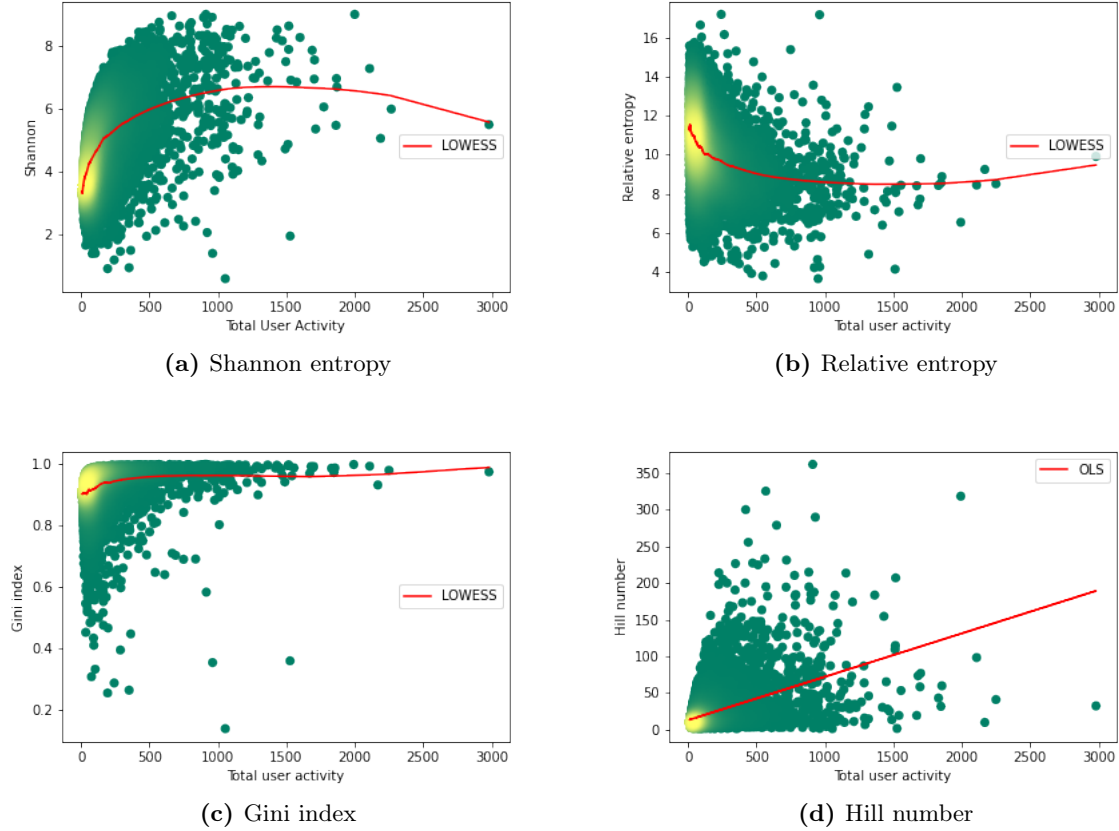 8
6
4
2
Shannon
LOWESS
0 500 1000 1500 2000 2500 3000
Total User Activity
(a) Shannon entropy
16
14
12
10
8
6
4
Relative entropy
LOWESS
0 500 1000 1500 2000 2500 3000
Total user activity
(b) Relative entropy
1.0
0.8
0.6
0.4
0.2
Gini index
LOWESS
0 500 1000 1500 2000 2500 3000
Total user activity
(c) Gini index
350
300
250
200
150
100
50
0
Hill number
OLS
0 500 1000 1500 2000 2500 3000
Total user activity
(d) Hill number